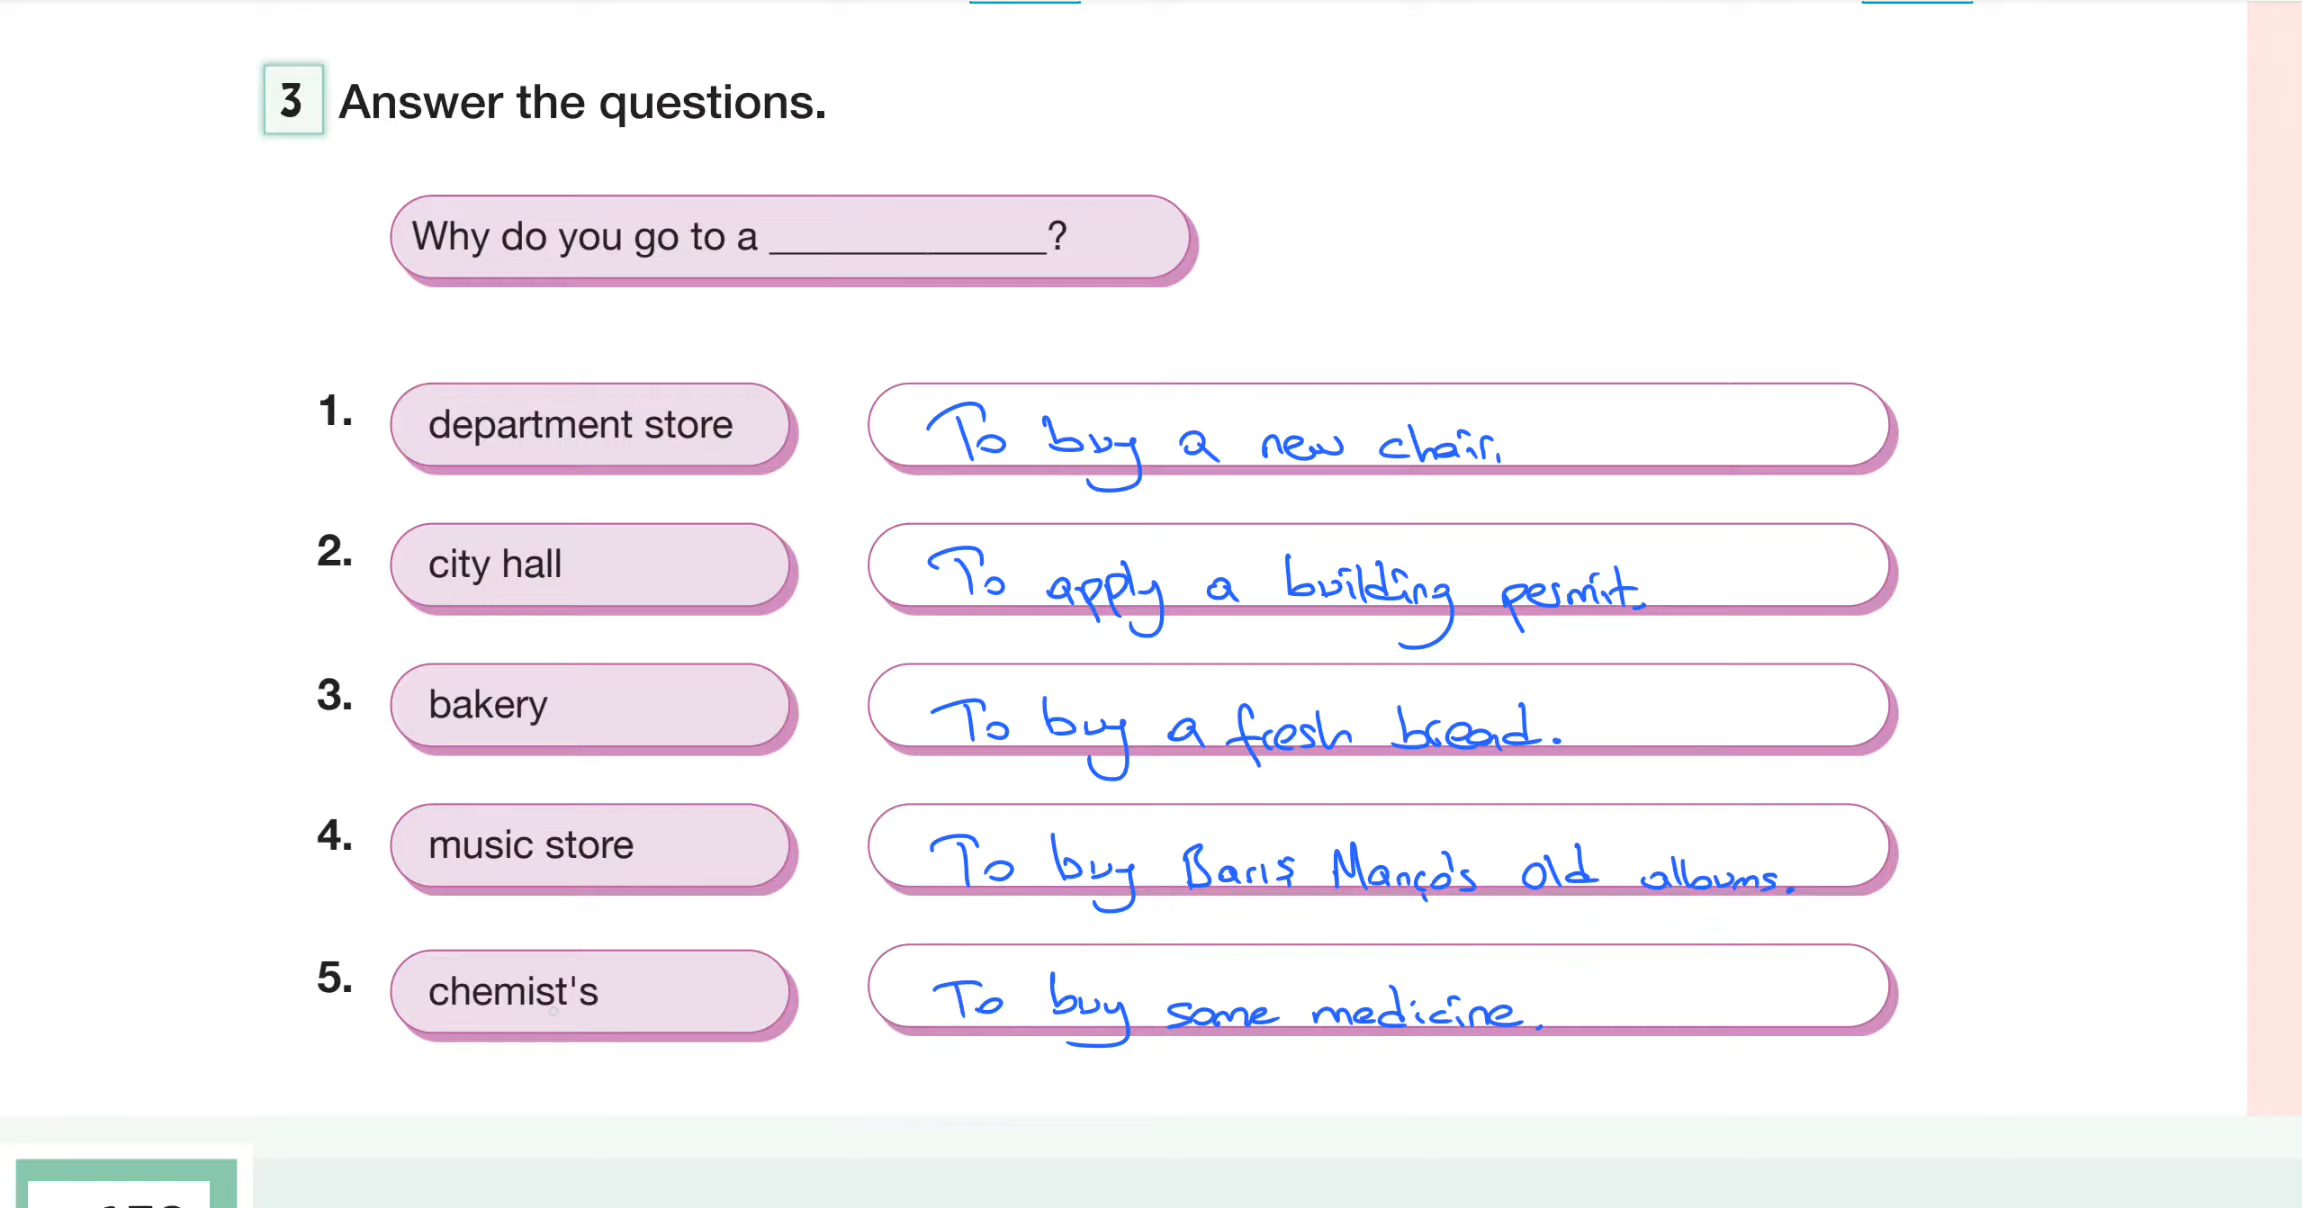 3 Answer the questions.
Why do you go to a ____________?
1. department store To buy a new chair.
2. city hall To apply a building permit.
3. bakery To buy a fresh bread.
4. music store To buy Barış Manço's old albums.
5. chemist's To buy some medicine.